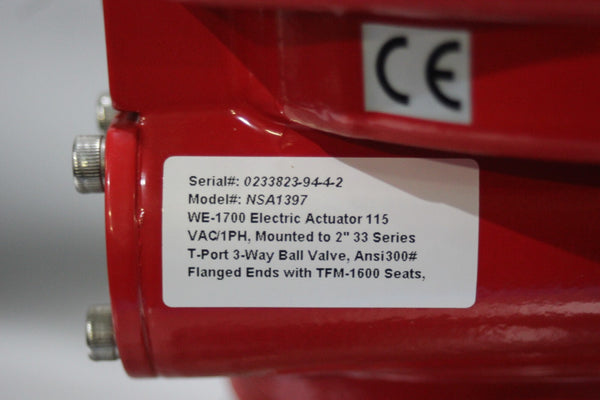 CE
Serial#: 0233823-94-4-2
Model#: NSA1397
WE-1700 Electric Actuator 115
VAC/1PH, Mounted to 2" 33 Series
T-Port 3-Way Ball Valve, Ansi300#
Flanged Ends with TFM-1600 Seats,